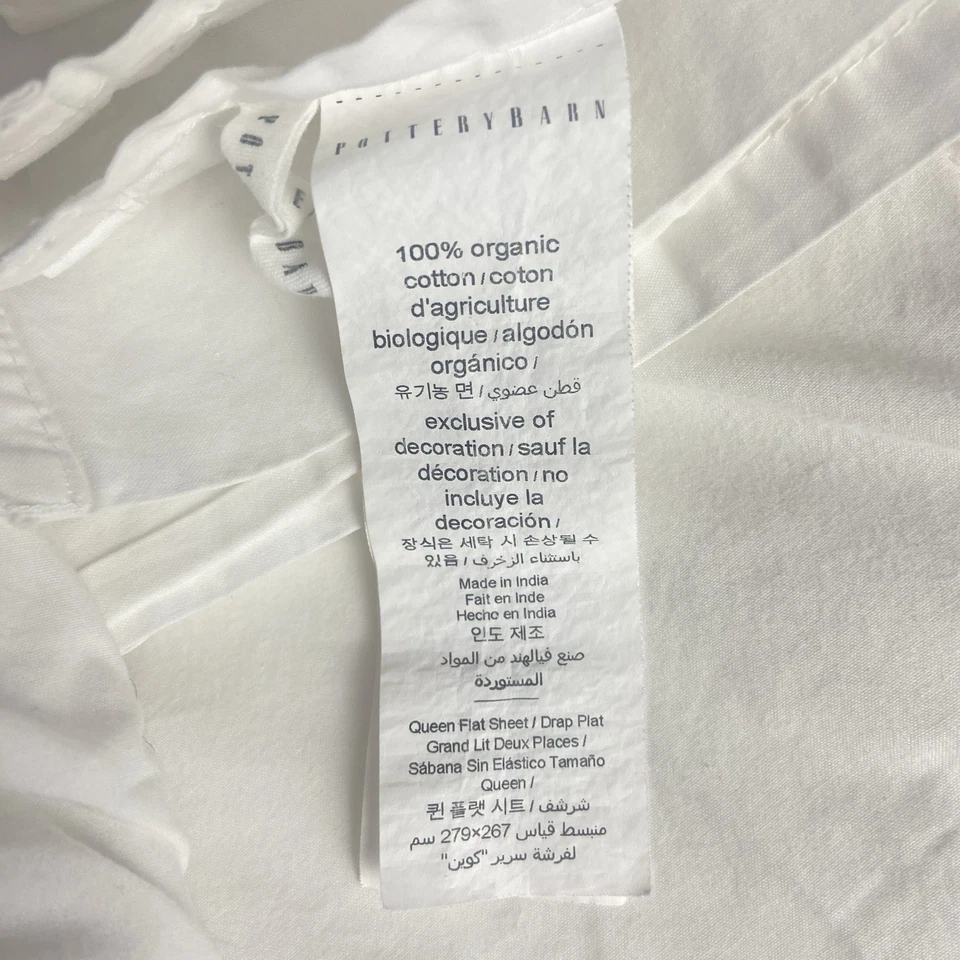 POTTERYBARN
100% organic
cotton / coton
d'agriculture
biologique / algodón
orgánico /
유기농 면 / قطن عضوي
exclusive of
decoration / sauf la
décoration / no
incluye la
decoración /
장식은 세탁 시 손상될 수
있음 / باستثناء الزخرف
Made in India
Fait en Inde
Hecho en India
인도 제조
صنع فيالهند من المواد
المستوردة
Queen Flat Sheet / Drap Plat
Grand Lit Deux Places /
Sábana Sin Elástico Tamaño
Queen /
퀸 플랫 시트 / شرشف
منبسط قياس 267×279 سم
لفرشة سرير "كوين"